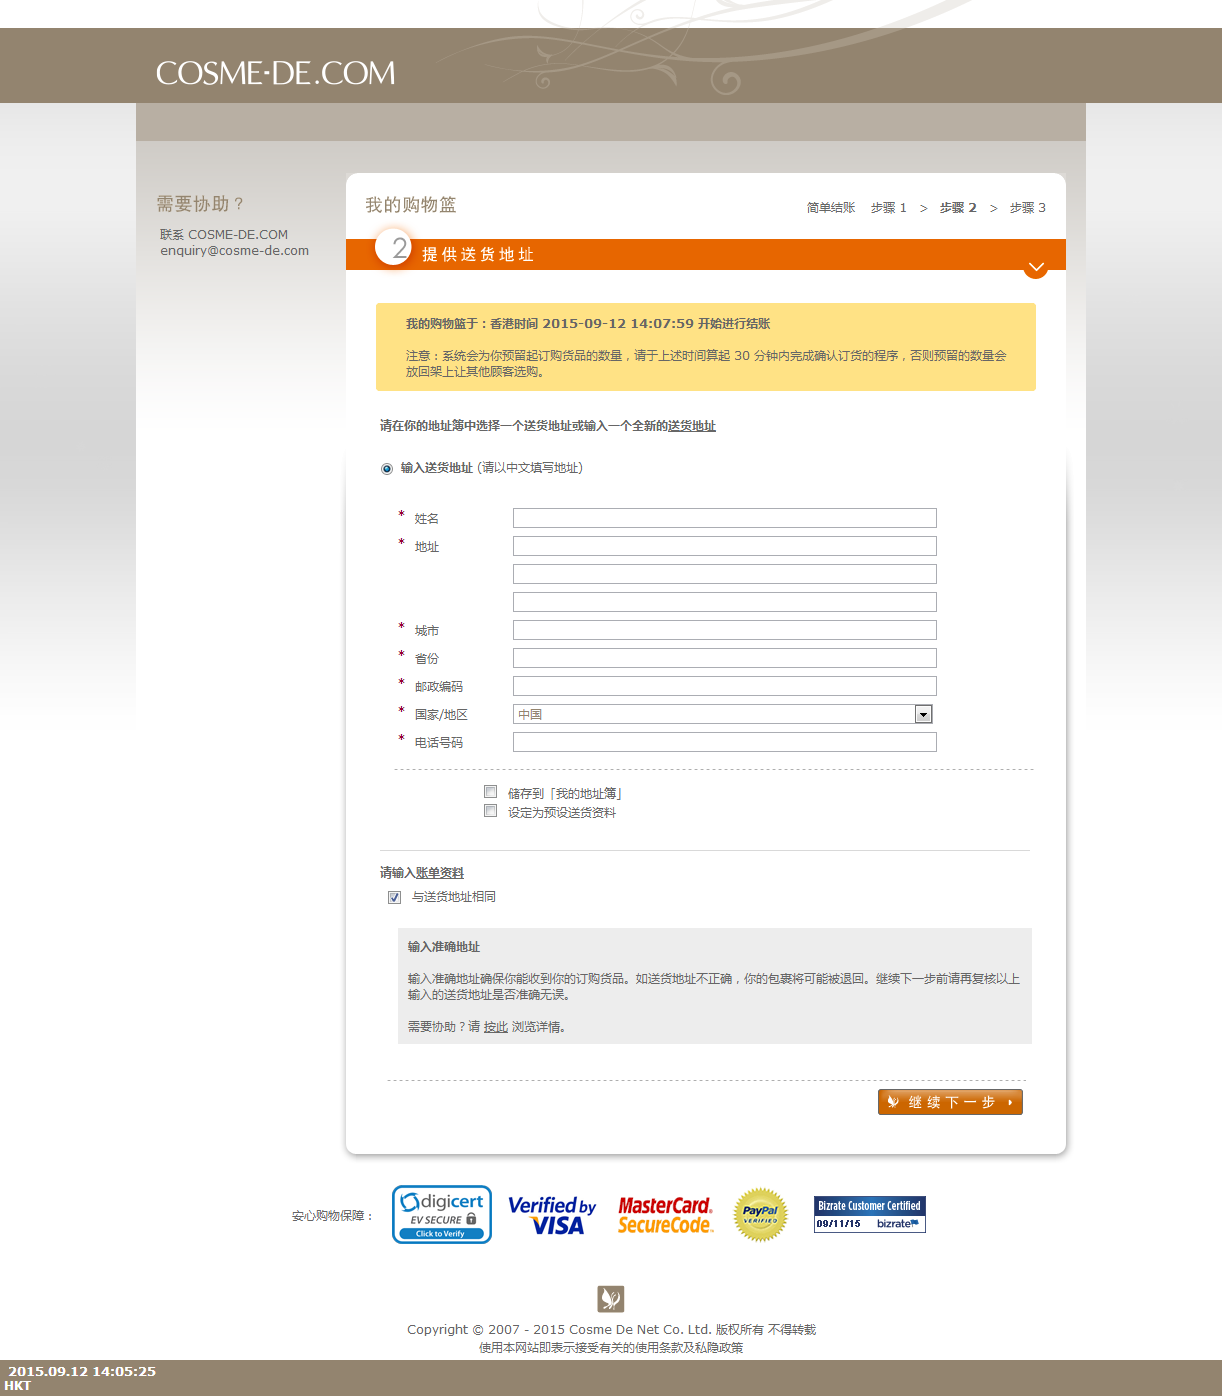 COSME-DE.COM
需要协助？
联系 COSME-DE.COM
enquiry@cosme-de.com
我的购物篮
简单结账 步骤 1 > 步骤 2 > 步骤 3
2 提供送货地址
我的购物篮于：香港时间 2015-09-12 14:07:59 开始进行结账
注意：系统会为你预留起订购货品的数量，请于上述时间算起 30 分钟内完成确认订货的程序，否则预留的数量会
放回架上让其他顾客选购。
请在你的地址簿中选择一个送货地址或输入一个全新的送货地址
输入送货地址 (请以中文填写地址)
* 姓名
* 地址
* 城市
* 省份
* 邮政编码
* 国家/地区 中国
* 电话号码
储存到「我的地址簿」
设定为预设送货资料
请输入账单资料
与送货地址相同
输入准确地址
输入准确地址确保你能收到你的订购货品。如送货地址不正确，你的包裹将可能被退回。继续下一步前请再复核以上
输入的送货地址是否准确无误。
需要协助？请 按此 浏览详情。
继续下一步
安心购物保障：
digicert
EV SECURE
Click to Verify
Verified by
VISA
MasterCard.
SecureCode.
PayPal
VERIFIED
Bizrate Customer Certified
09/11/15 bizrate
Copyright © 2007 - 2015 Cosme De Net Co. Ltd. 版权所有 不得转载
使用本网站即表示接受有关的使用条款及私隐政策
2015.09.12 14:05:25
HKT